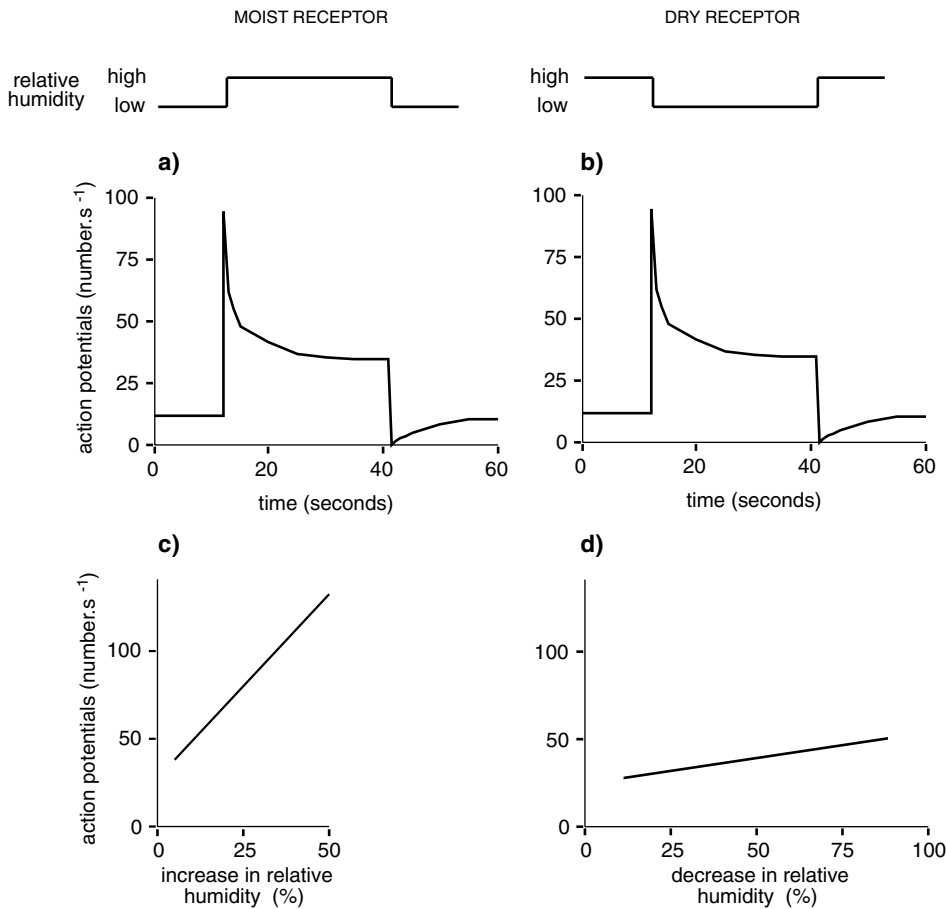 MOIST RECEPTOR
DRY RECEPTOR
relative
humidity
high
low
high
low
a)
b)
action potentials (number.s -1)
100
75
50
25
0
0 20 40 60
time (seconds)
100
75
50
25
0
0 20 40 60
time (seconds)
c)
d)
action potentials (number.s -1)
100
50
0
0 25 50
increase in relative
humidity (%)
100
50
0
0 25 50 75 100
decrease in relative
humidity (%)